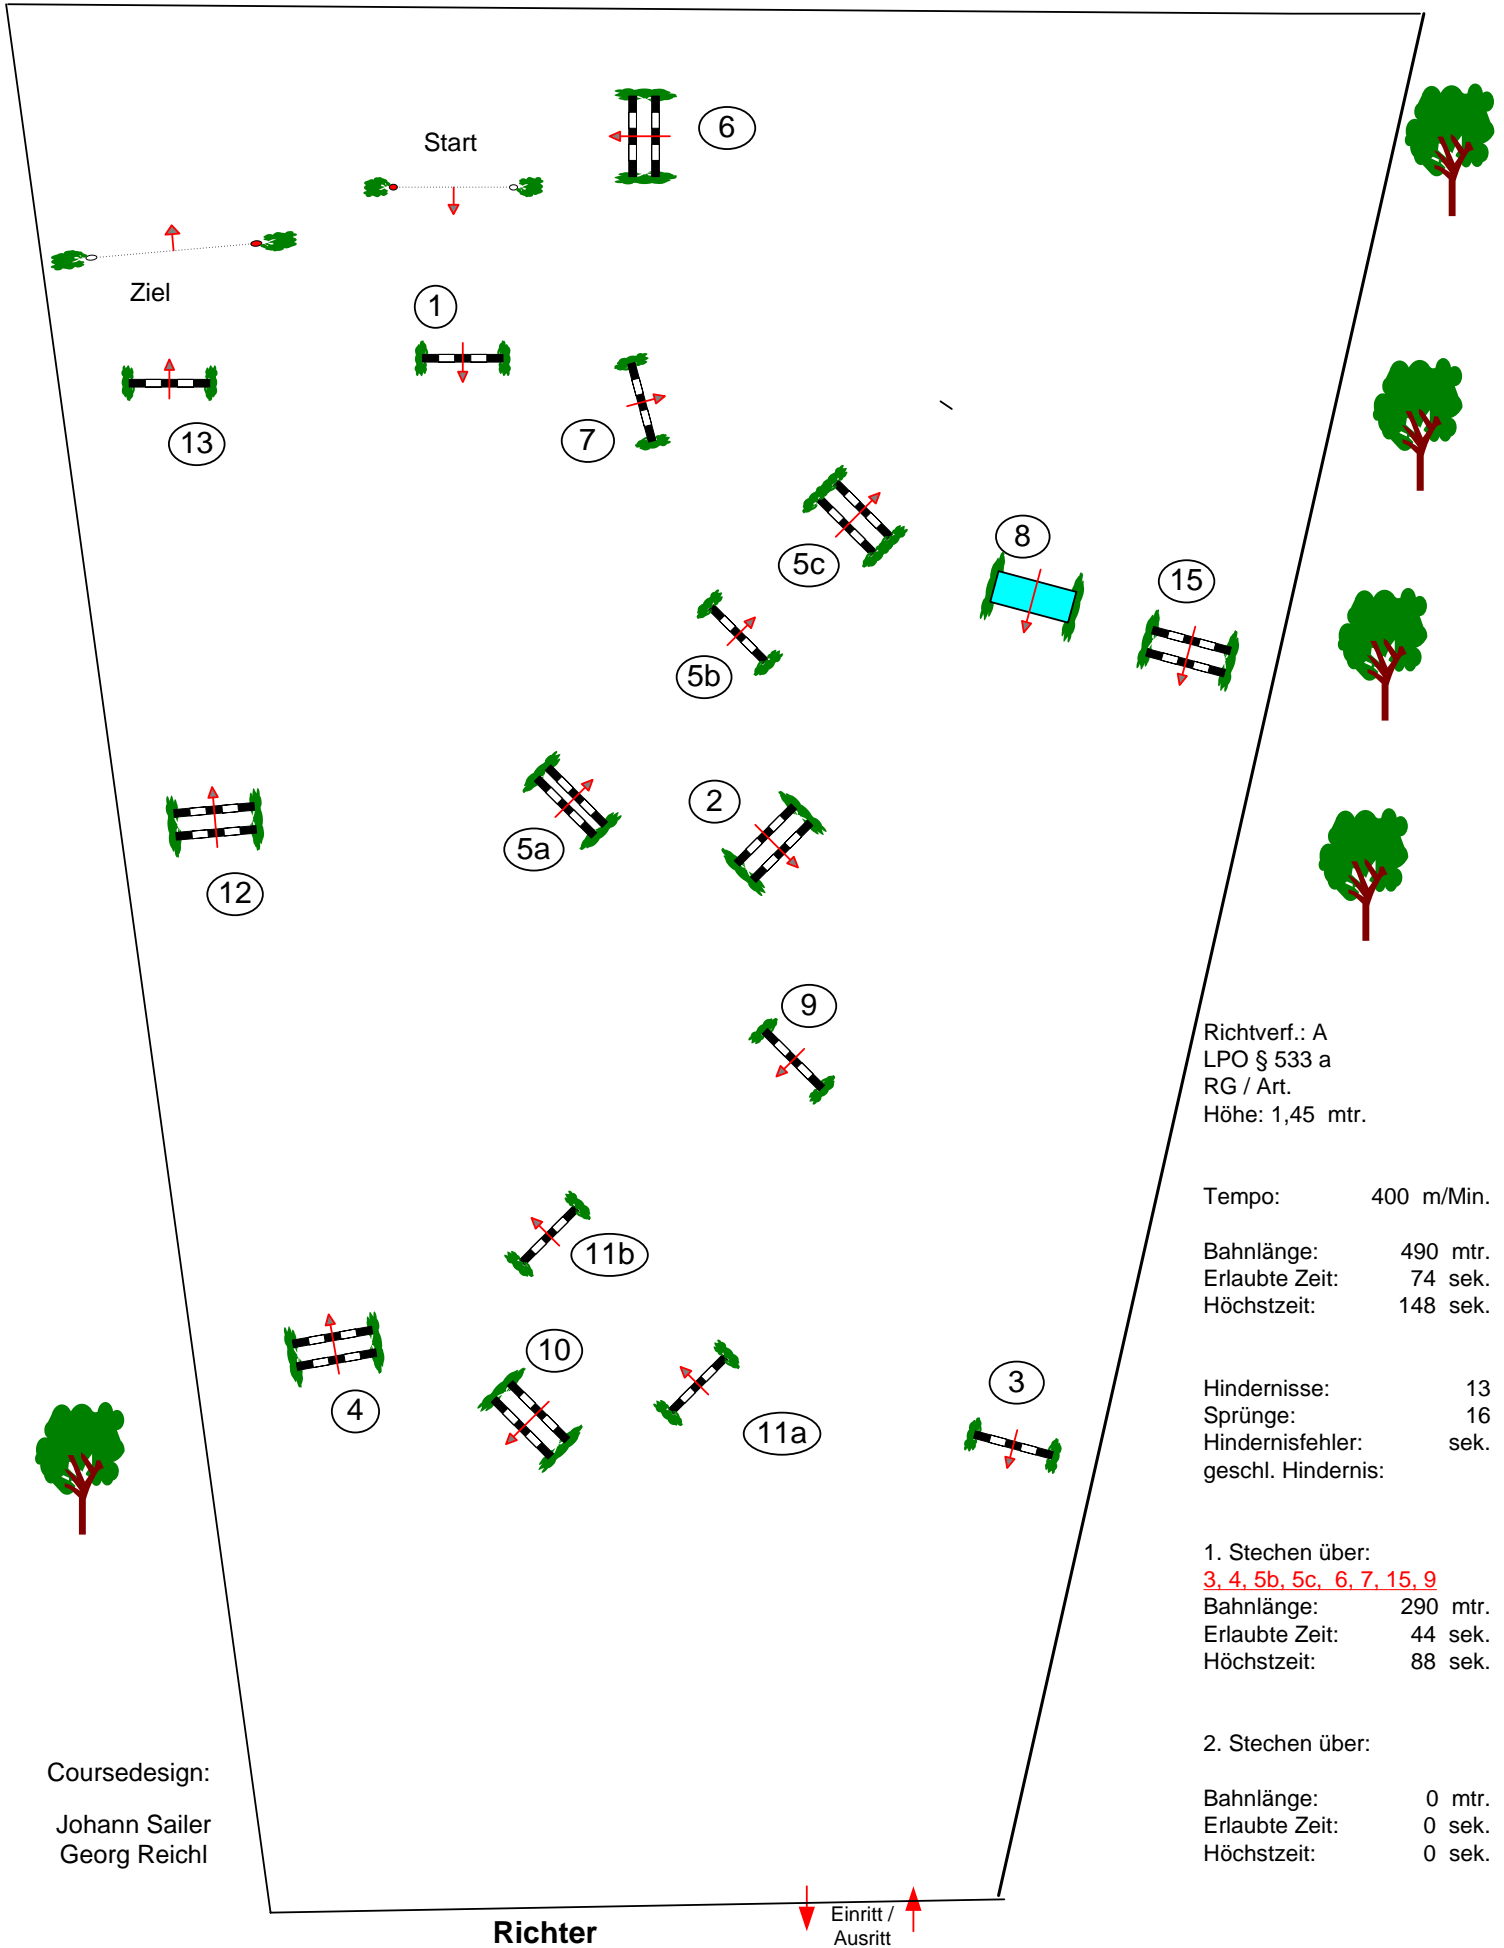 6
Start
Ziel
1
13
7
8
5c
15
5b
2
5a
12
9
Richtverf.: A
LPO § 533 a
RG / Art.
Höhe: 1,45 mtr.
Tempo: 400 m/Min.
11b
Bahnlänge: 490 mtr.
Erlaubte Zeit: 74 sek.
Höchstzeit: 148 sek.
10
4
3
11a
Hindernisse: 13
Sprünge: 16
Hindernisfehler: sek.
geschl. Hindernis:
1. Stechen über:
3, 4, 5b, 5c, 6, 7, 15, 9
Bahnlänge: 290 mtr.
Erlaubte Zeit: 44 sek.
Höchstzeit: 88 sek.
2. Stechen über:
Bahnlänge: 0 mtr.
Erlaubte Zeit: 0 sek.
Höchstzeit: 0 sek.
Coursedesign:
Johann Sailer
Georg Reichl
Richter
Einritt /
Ausritt